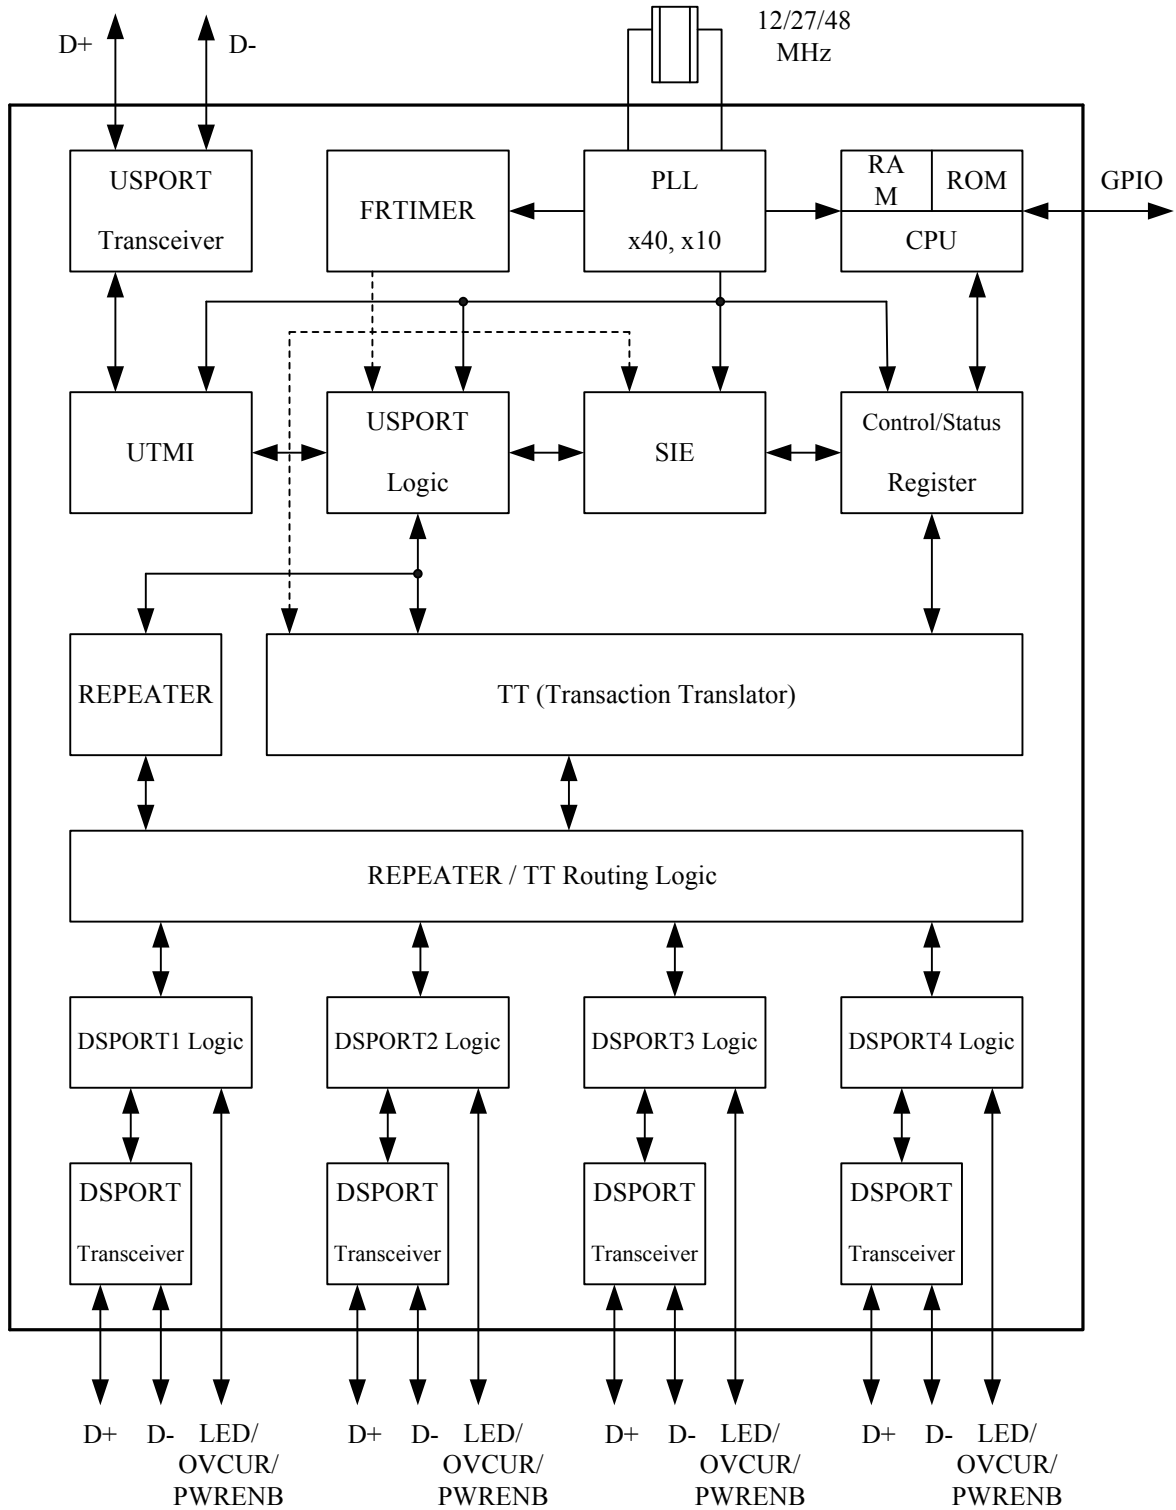 D+
D-
12/27/48
MHz
USPORT
Transceiver
FRTIMER
PLL
x40, x10
RA
M
ROM
CPU
GPIO
UTMI
USPORT
Logic
SIE
Control/Status
Register
REPEATER
TT (Transaction Translator)
REPEATER / TT Routing Logic
DSPORT1 Logic
DSPORT2 Logic
DSPORT3 Logic
DSPORT4 Logic
DSPORT
Transceiver
DSPORT
Transceiver
DSPORT
Transceiver
DSPORT
Transceiver
D+
D-
LED/
OVCUR/
PWRENB
D+
D-
LED/
OVCUR/
PWRENB
D+
D-
LED/
OVCUR/
PWRENB
D+
D-
LED/
OVCUR/
PWRENB